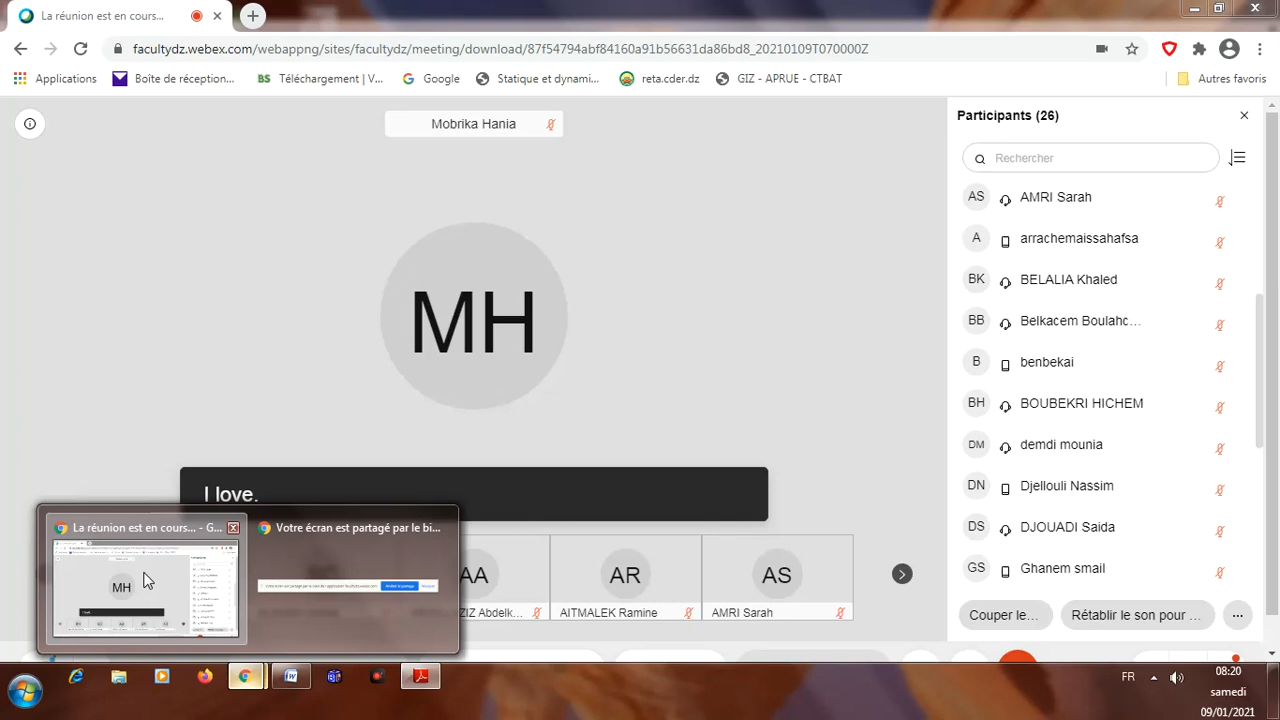 La réunion est en cours...
facultydz.webex.com/webappng/sites/facultydz/meeting/download/87f54794abf84160a91b56631da86bd8_20210109T070000Z
Applications
Boîte de réception...
BS Téléchargement | V...
Google
Statique et dynami...
reta.cder.dz
GIZ - APRUE - CTBAT
Autres favoris
Mobrika Hania
MH
I love.
Participants (26)
Rechercher
AS AMRI Sarah
A arrachemaissahafsa
BK BELALIA Khaled
BB Belkacem Boulahc...
B benbekai
BH BOUBEKRI HICHEM
DM demdi mounia
DN Djellouli Nassim
DS DJOUADI Saida
GS Ghanem smail
Couper le...
Rétablir le son pour ...
La réunion est en cours... - G...
Votre écran est partagé par le bi...
MH
AA
ZIZ Abdelk...
AR
AITMALEK Ramine
AS
AMRI Sarah
FR
08:20
samedi
09/01/2021